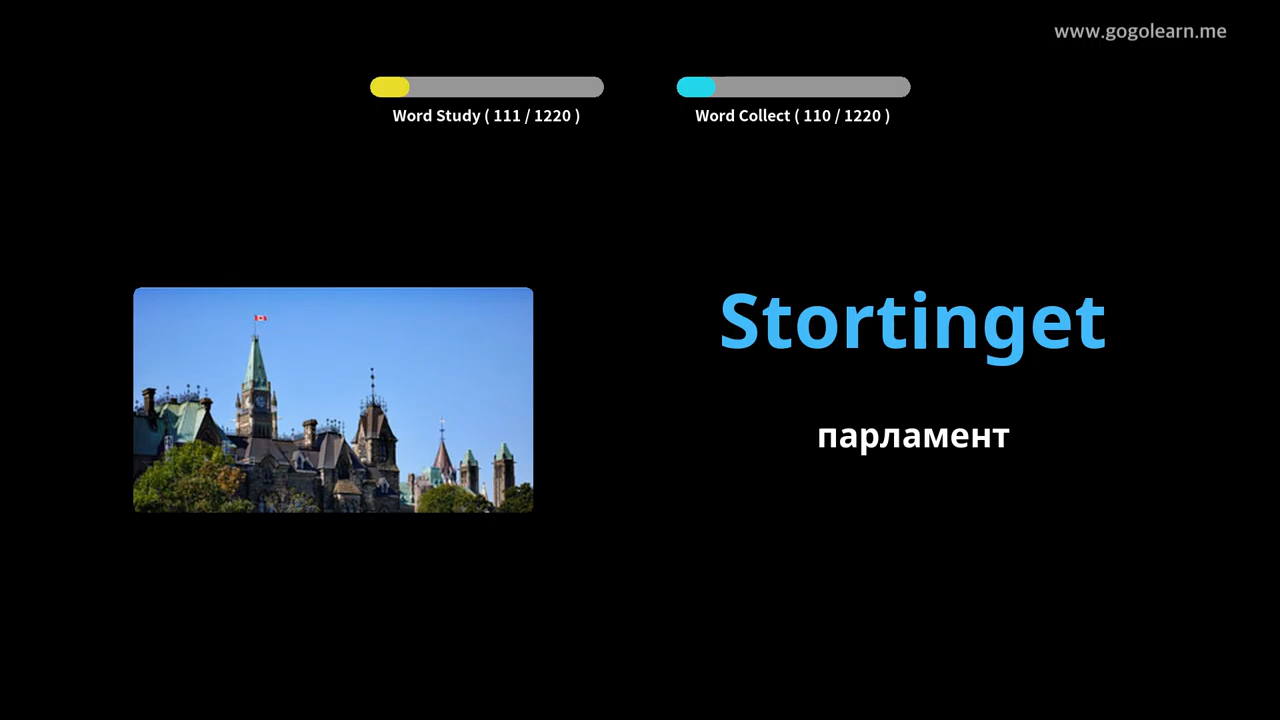 www.gogolearn.me
Word Study ( 111 / 1220 )
Word Collect ( 110 / 1220 )
Stortinget
парламент